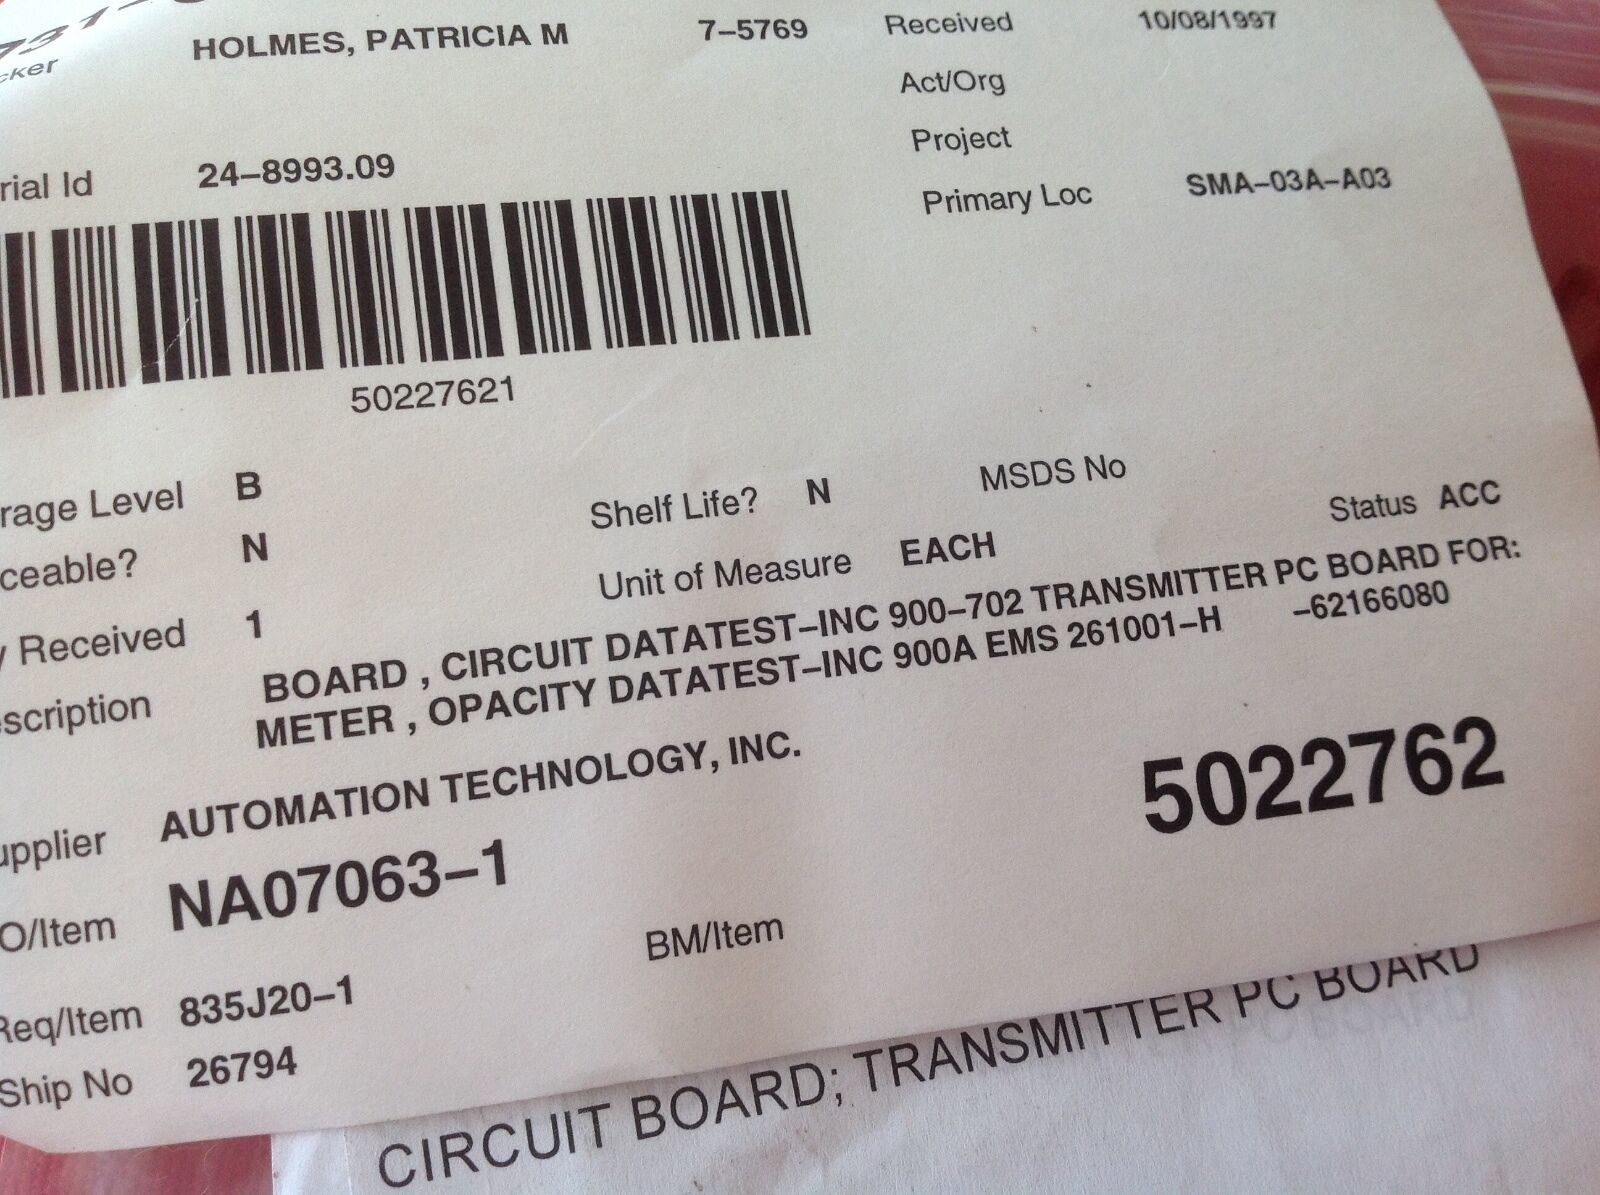 HOLMES, PATRICIA M 7-5769 Received 10/08/1997
cker
Act/Org
Project
rial Id 24-8993.09
Primary Loc SMA-03A-A03
50227621
rage Level B
Shelf Life? N MSDS No
ceable? N
Unit of Measure EACH Status ACC
y Received 1
scription BOARD , CIRCUIT DATATEST-INC 900-702 TRANSMITTER PC BOARD FOR:
METER , OPACITY DATATEST-INC 900A EMS 261001-H -62166080
upplier AUTOMATION TECHNOLOGY, INC.
5022762
O/Item NA07063-1
BM/Item
Req/Item 835J20-1
Ship No 26794
CIRCUIT BOARD; TRANSMITTER PC BOARD